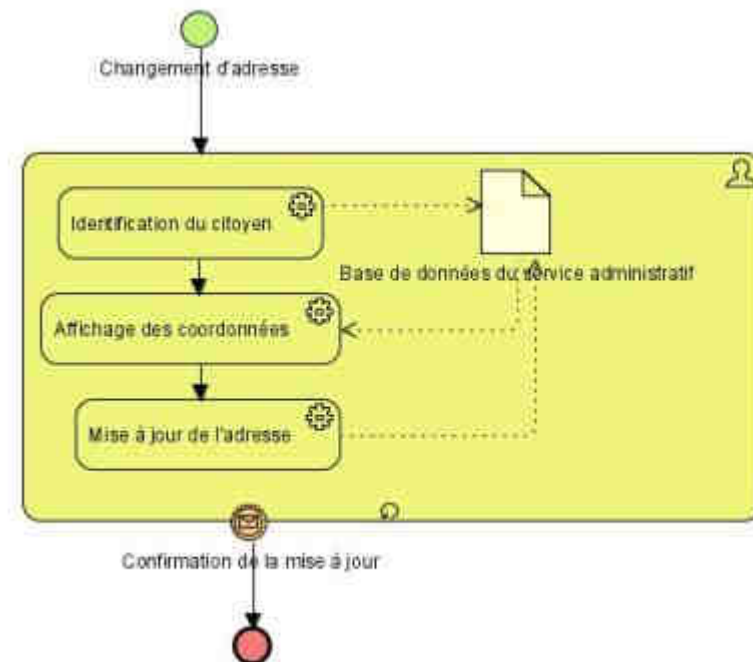 Changement d'adresse
Identification du citoyen
Base de données du service administratif
Affichage des coordonnées
Mise à jour de l'adresse
Confirmation de la mise à jour